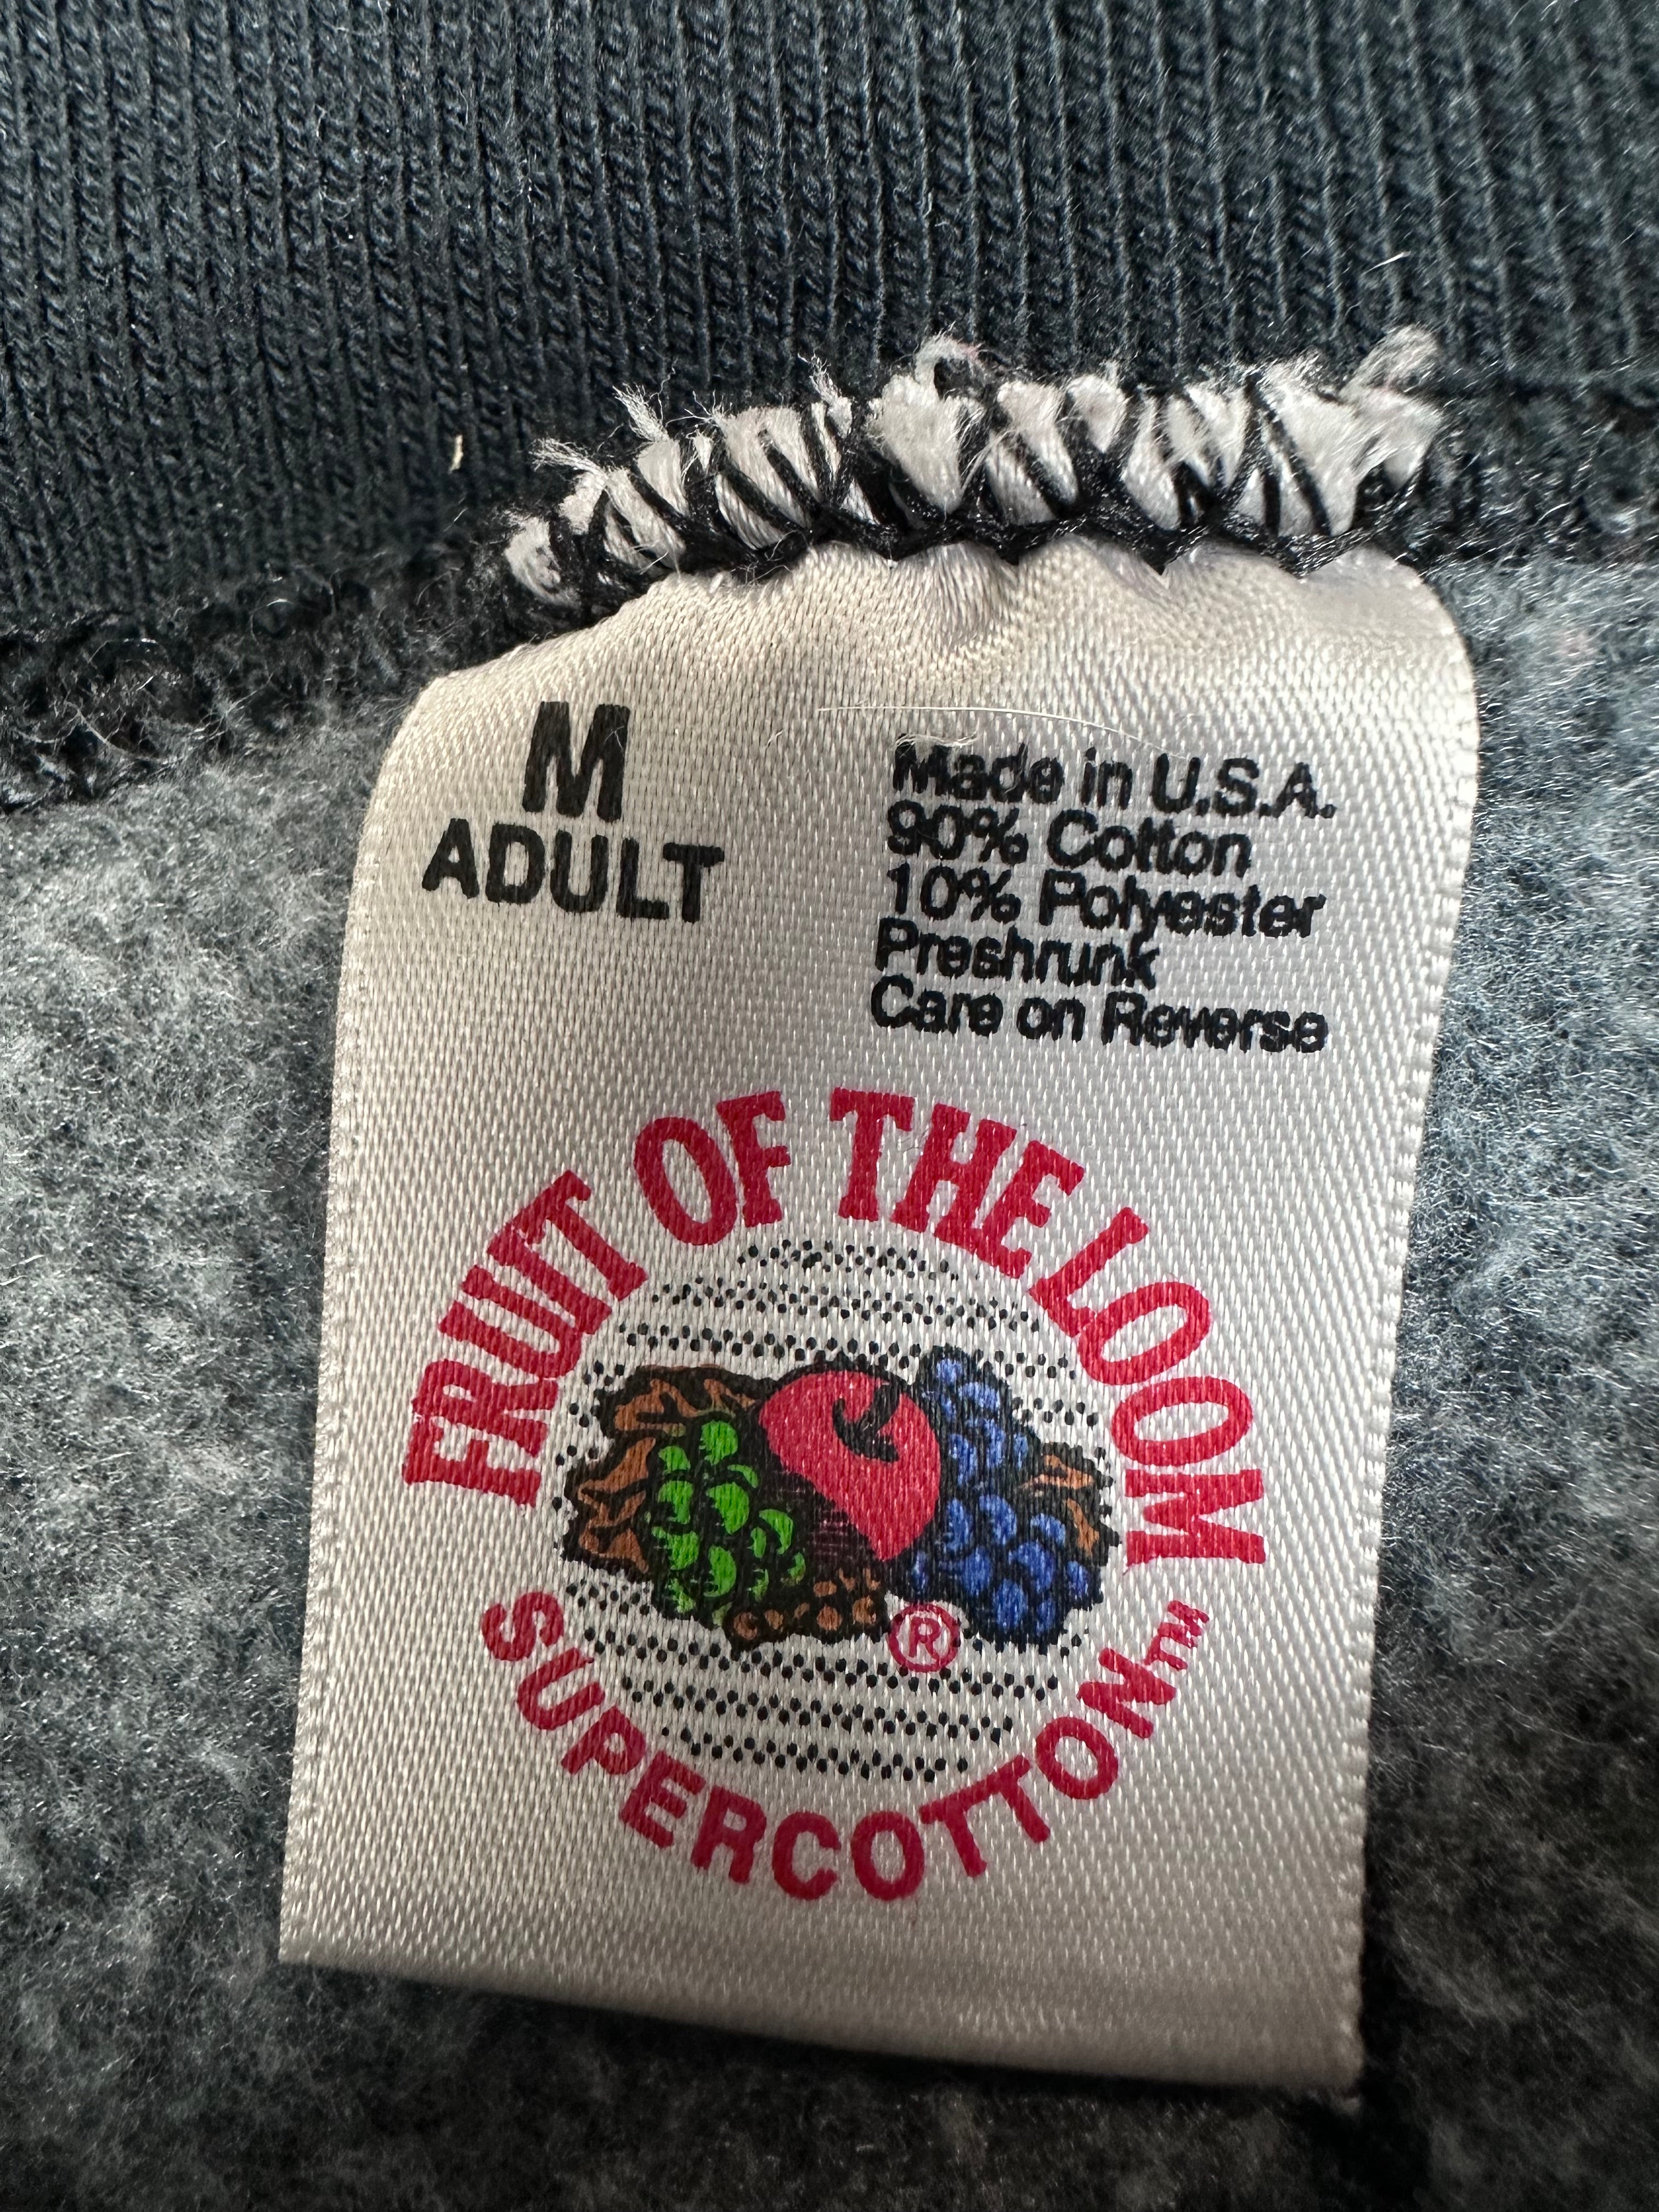 M
ADULT
Made in U.S.A.
90% Cotton
10% Polyester
Preshrunk
Care on Reverse
FRUIT OF THE LOOM
®
SUPERCOTTON™